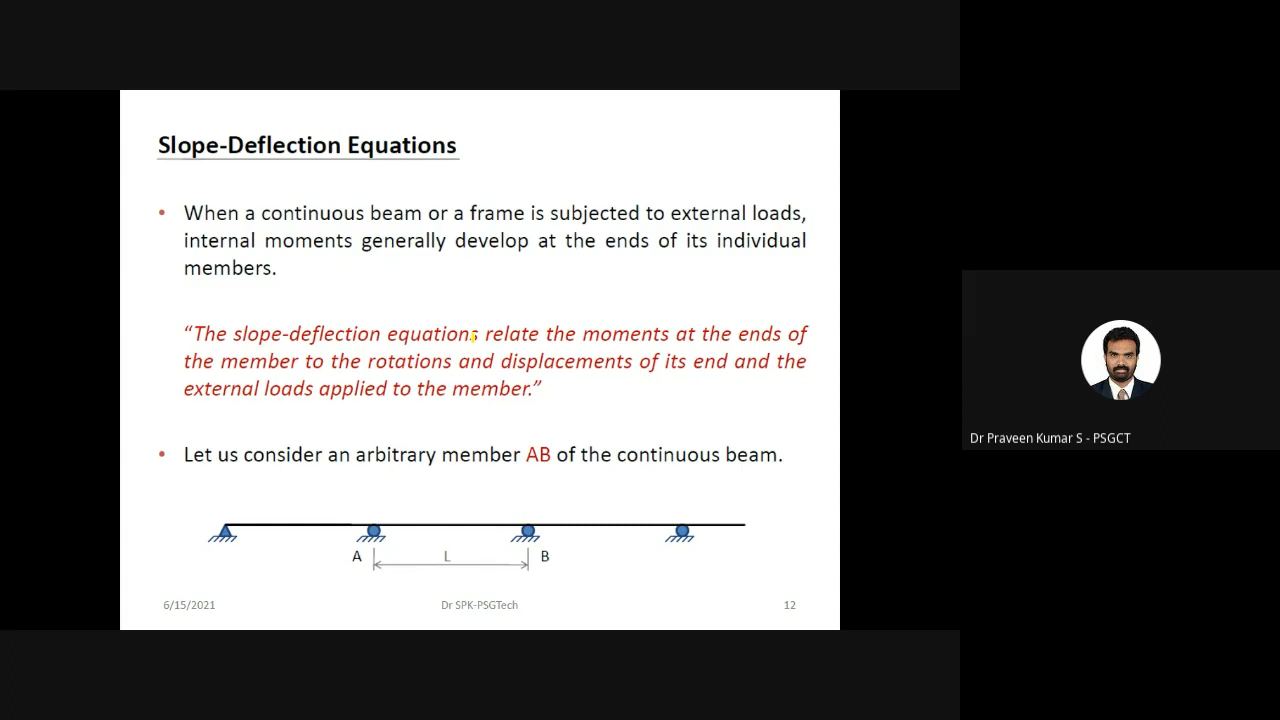 Slope-Deflection Equations
• When a continuous beam or a frame is subjected to external loads,
internal moments generally develop at the ends of its individual
members.
“The slope-deflection equations relate the moments at the ends of
the member to the rotations and displacements of its end and the
external loads applied to the member.”
• Let us consider an arbitrary member AB of the continuous beam.
A L B
6/15/2021 Dr SPK-PSGTech 12
Dr Praveen Kumar S - PSGCT